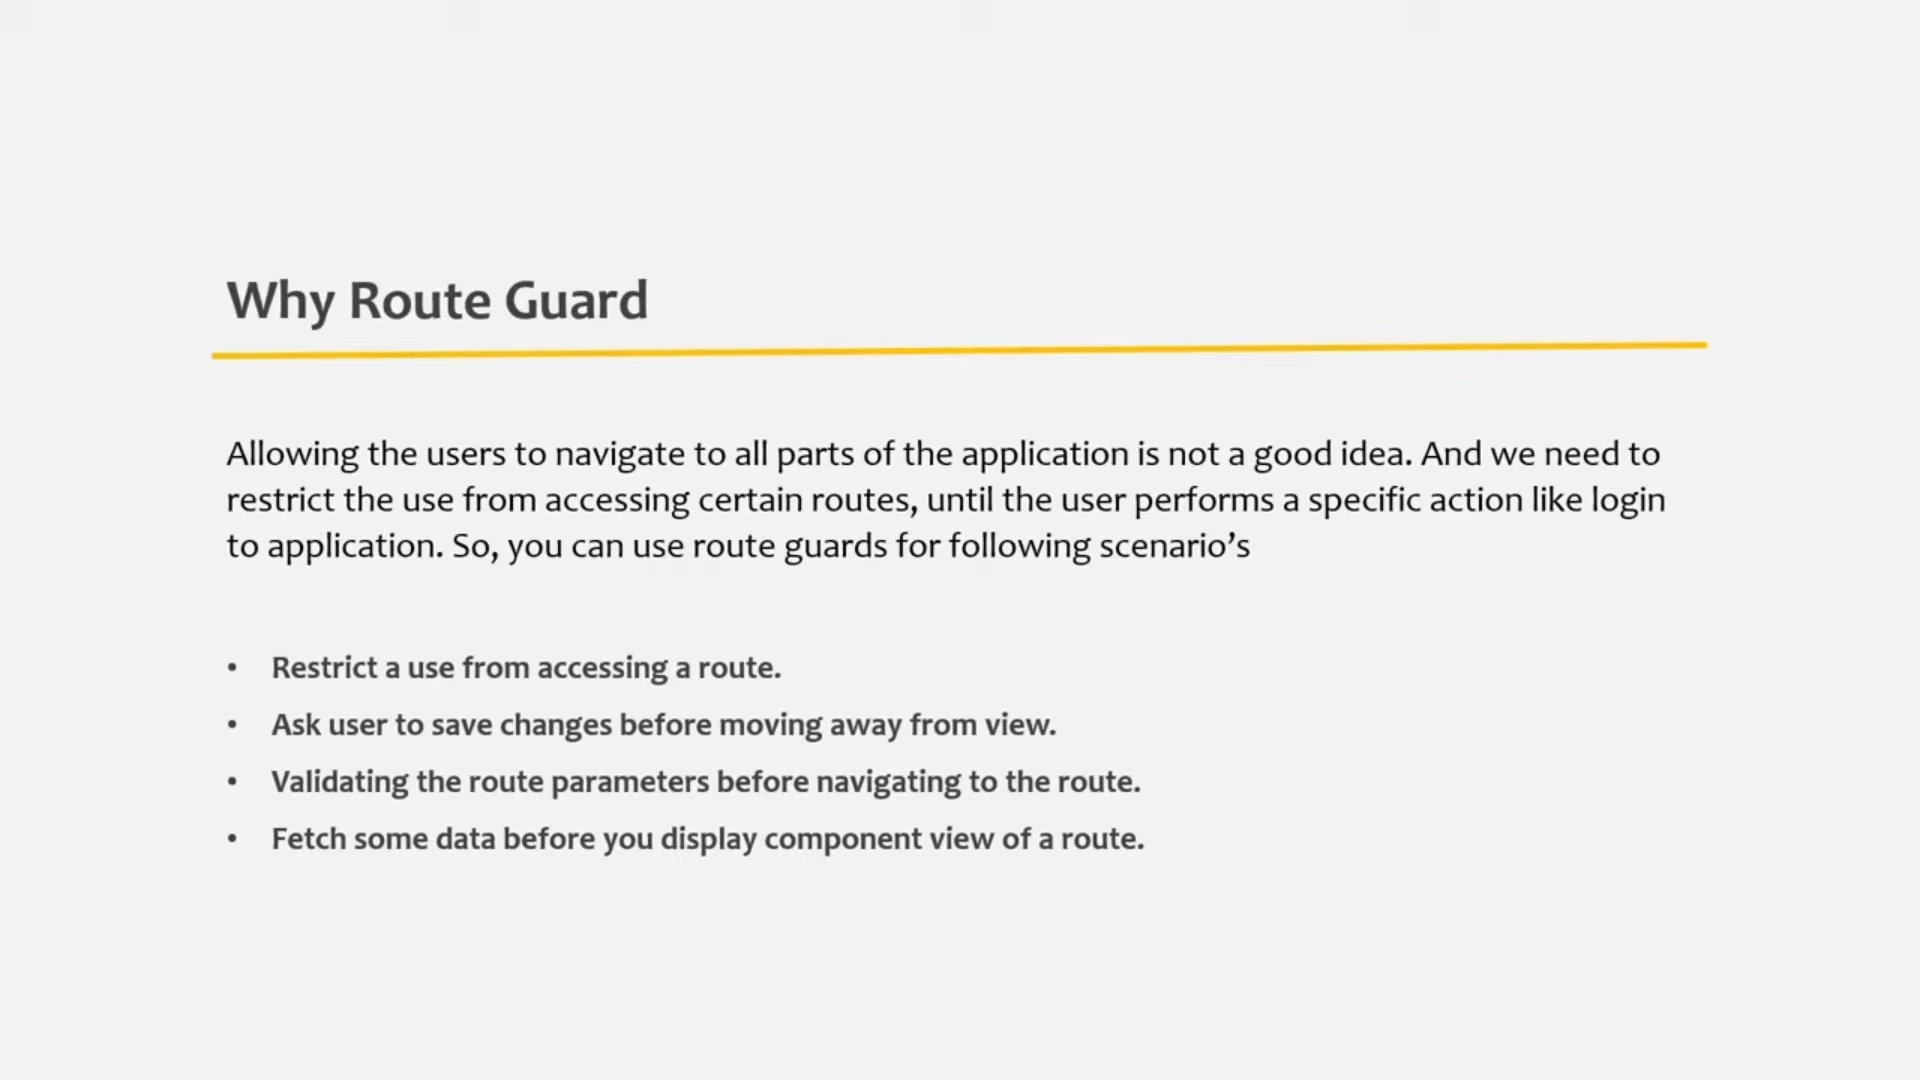 Why Route Guard
Allowing the users to navigate to all parts of the application is not a good idea. And we need to
restrict the use from accessing certain routes, until the user performs a specific action like login
to application. So, you can use route guards for following scenario’s
• Restrict a use from accessing a route.
• Ask user to save changes before moving away from view.
• Validating the route parameters before navigating to the route.
• Fetch some data before you display component view of a route.